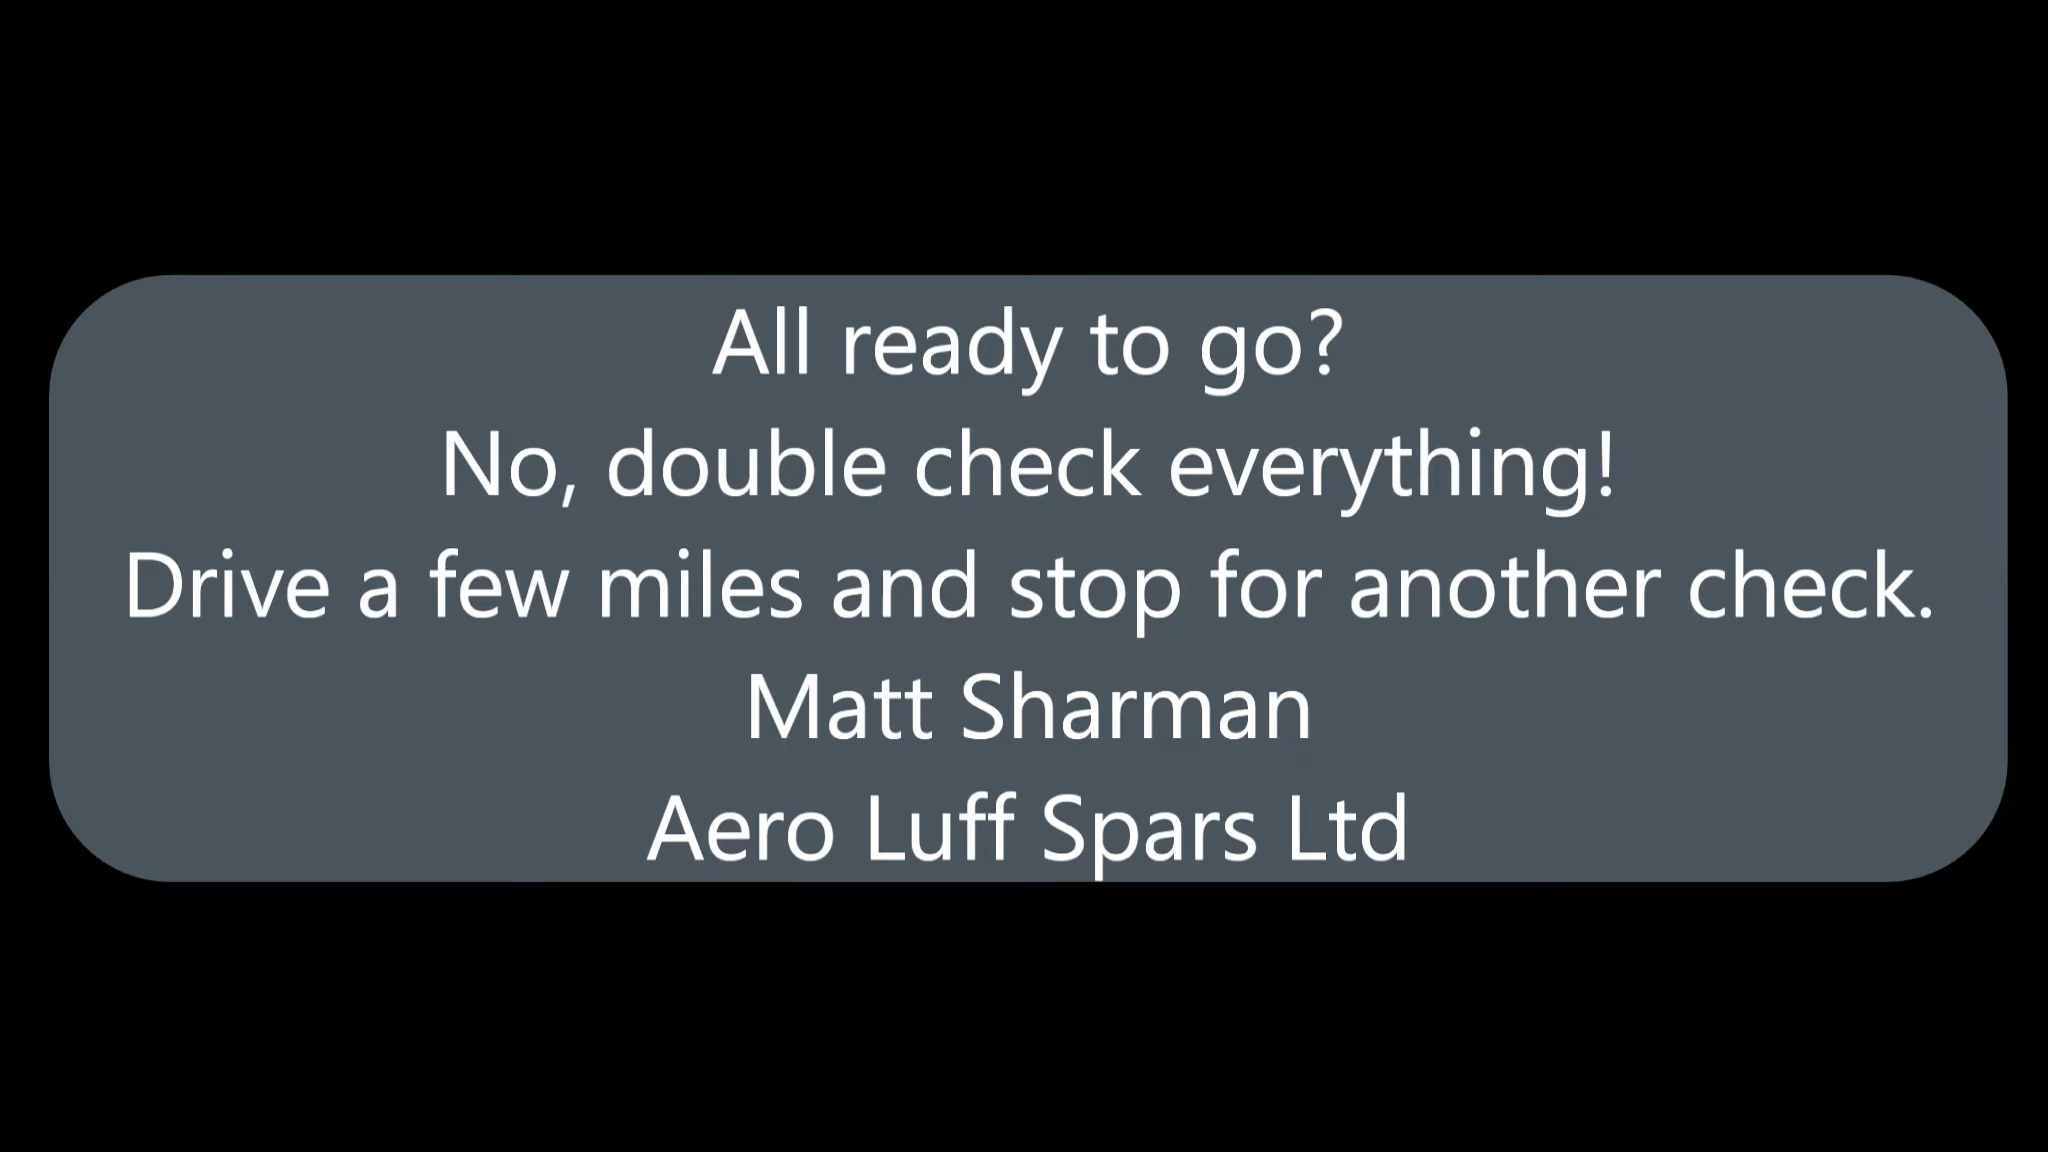 All ready to go?
No, double check everything!
Drive a few miles and stop for another check.
Matt Sharman
Aero Luff Spars Ltd